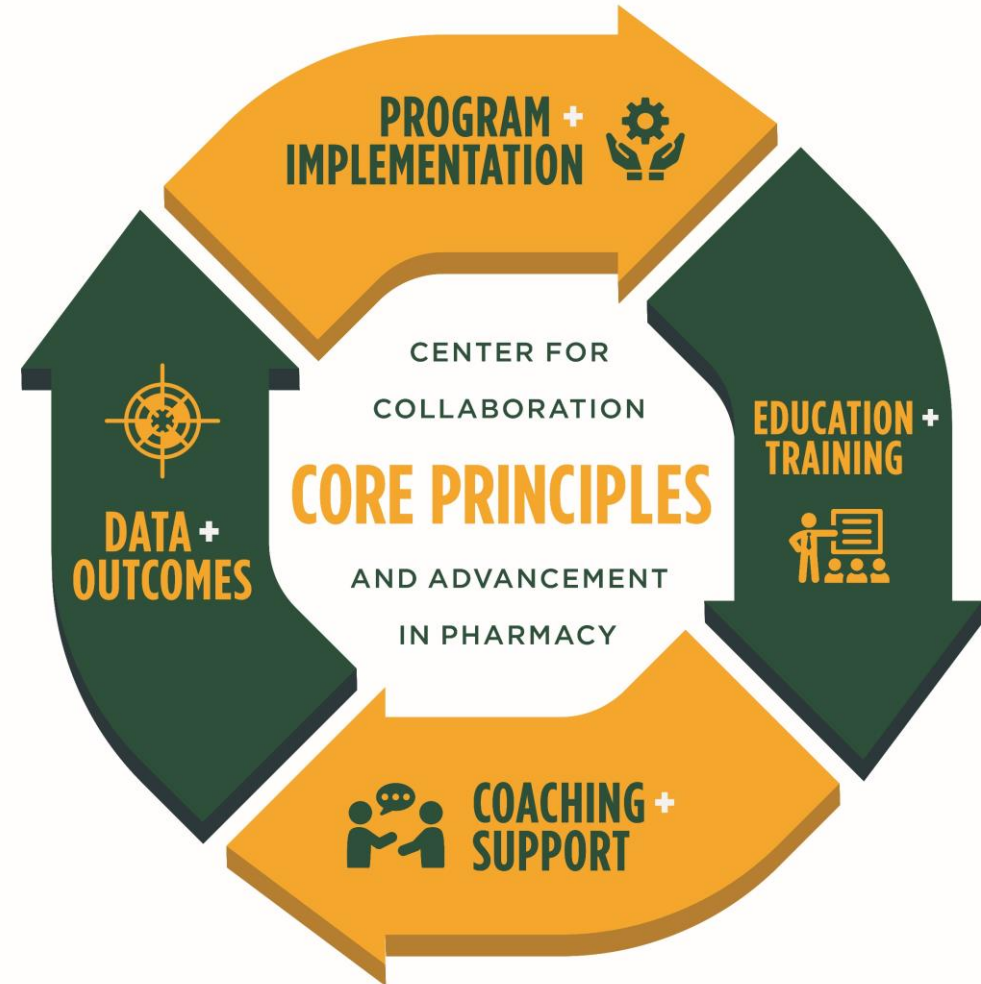 PROGRAM +
IMPLEMENTATION
CENTER FOR
COLLABORATION
CORE PRINCIPLES
AND ADVANCEMENT
IN PHARMACY
EDUCATION +
TRAINING
COACHING +
SUPPORT
DATA +
OUTCOMES